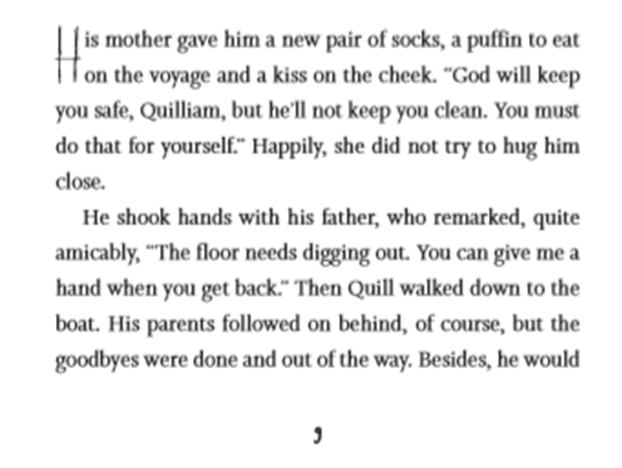 His mother gave him a new pair of socks, a puffin to eat
on the voyage and a kiss on the cheek. “God will keep
you safe, Quilliam, but he’ll not keep you clean. You must
do that for yourself.” Happily, she did not try to hug him
close.
He shook hands with his father, who remarked, quite
amicably, “The floor needs digging out. You can give me a
hand when you get back.” Then Quill walked down to the
boat. His parents followed on behind, of course, but the
goodbyes were done and out of the way. Besides, he would
9